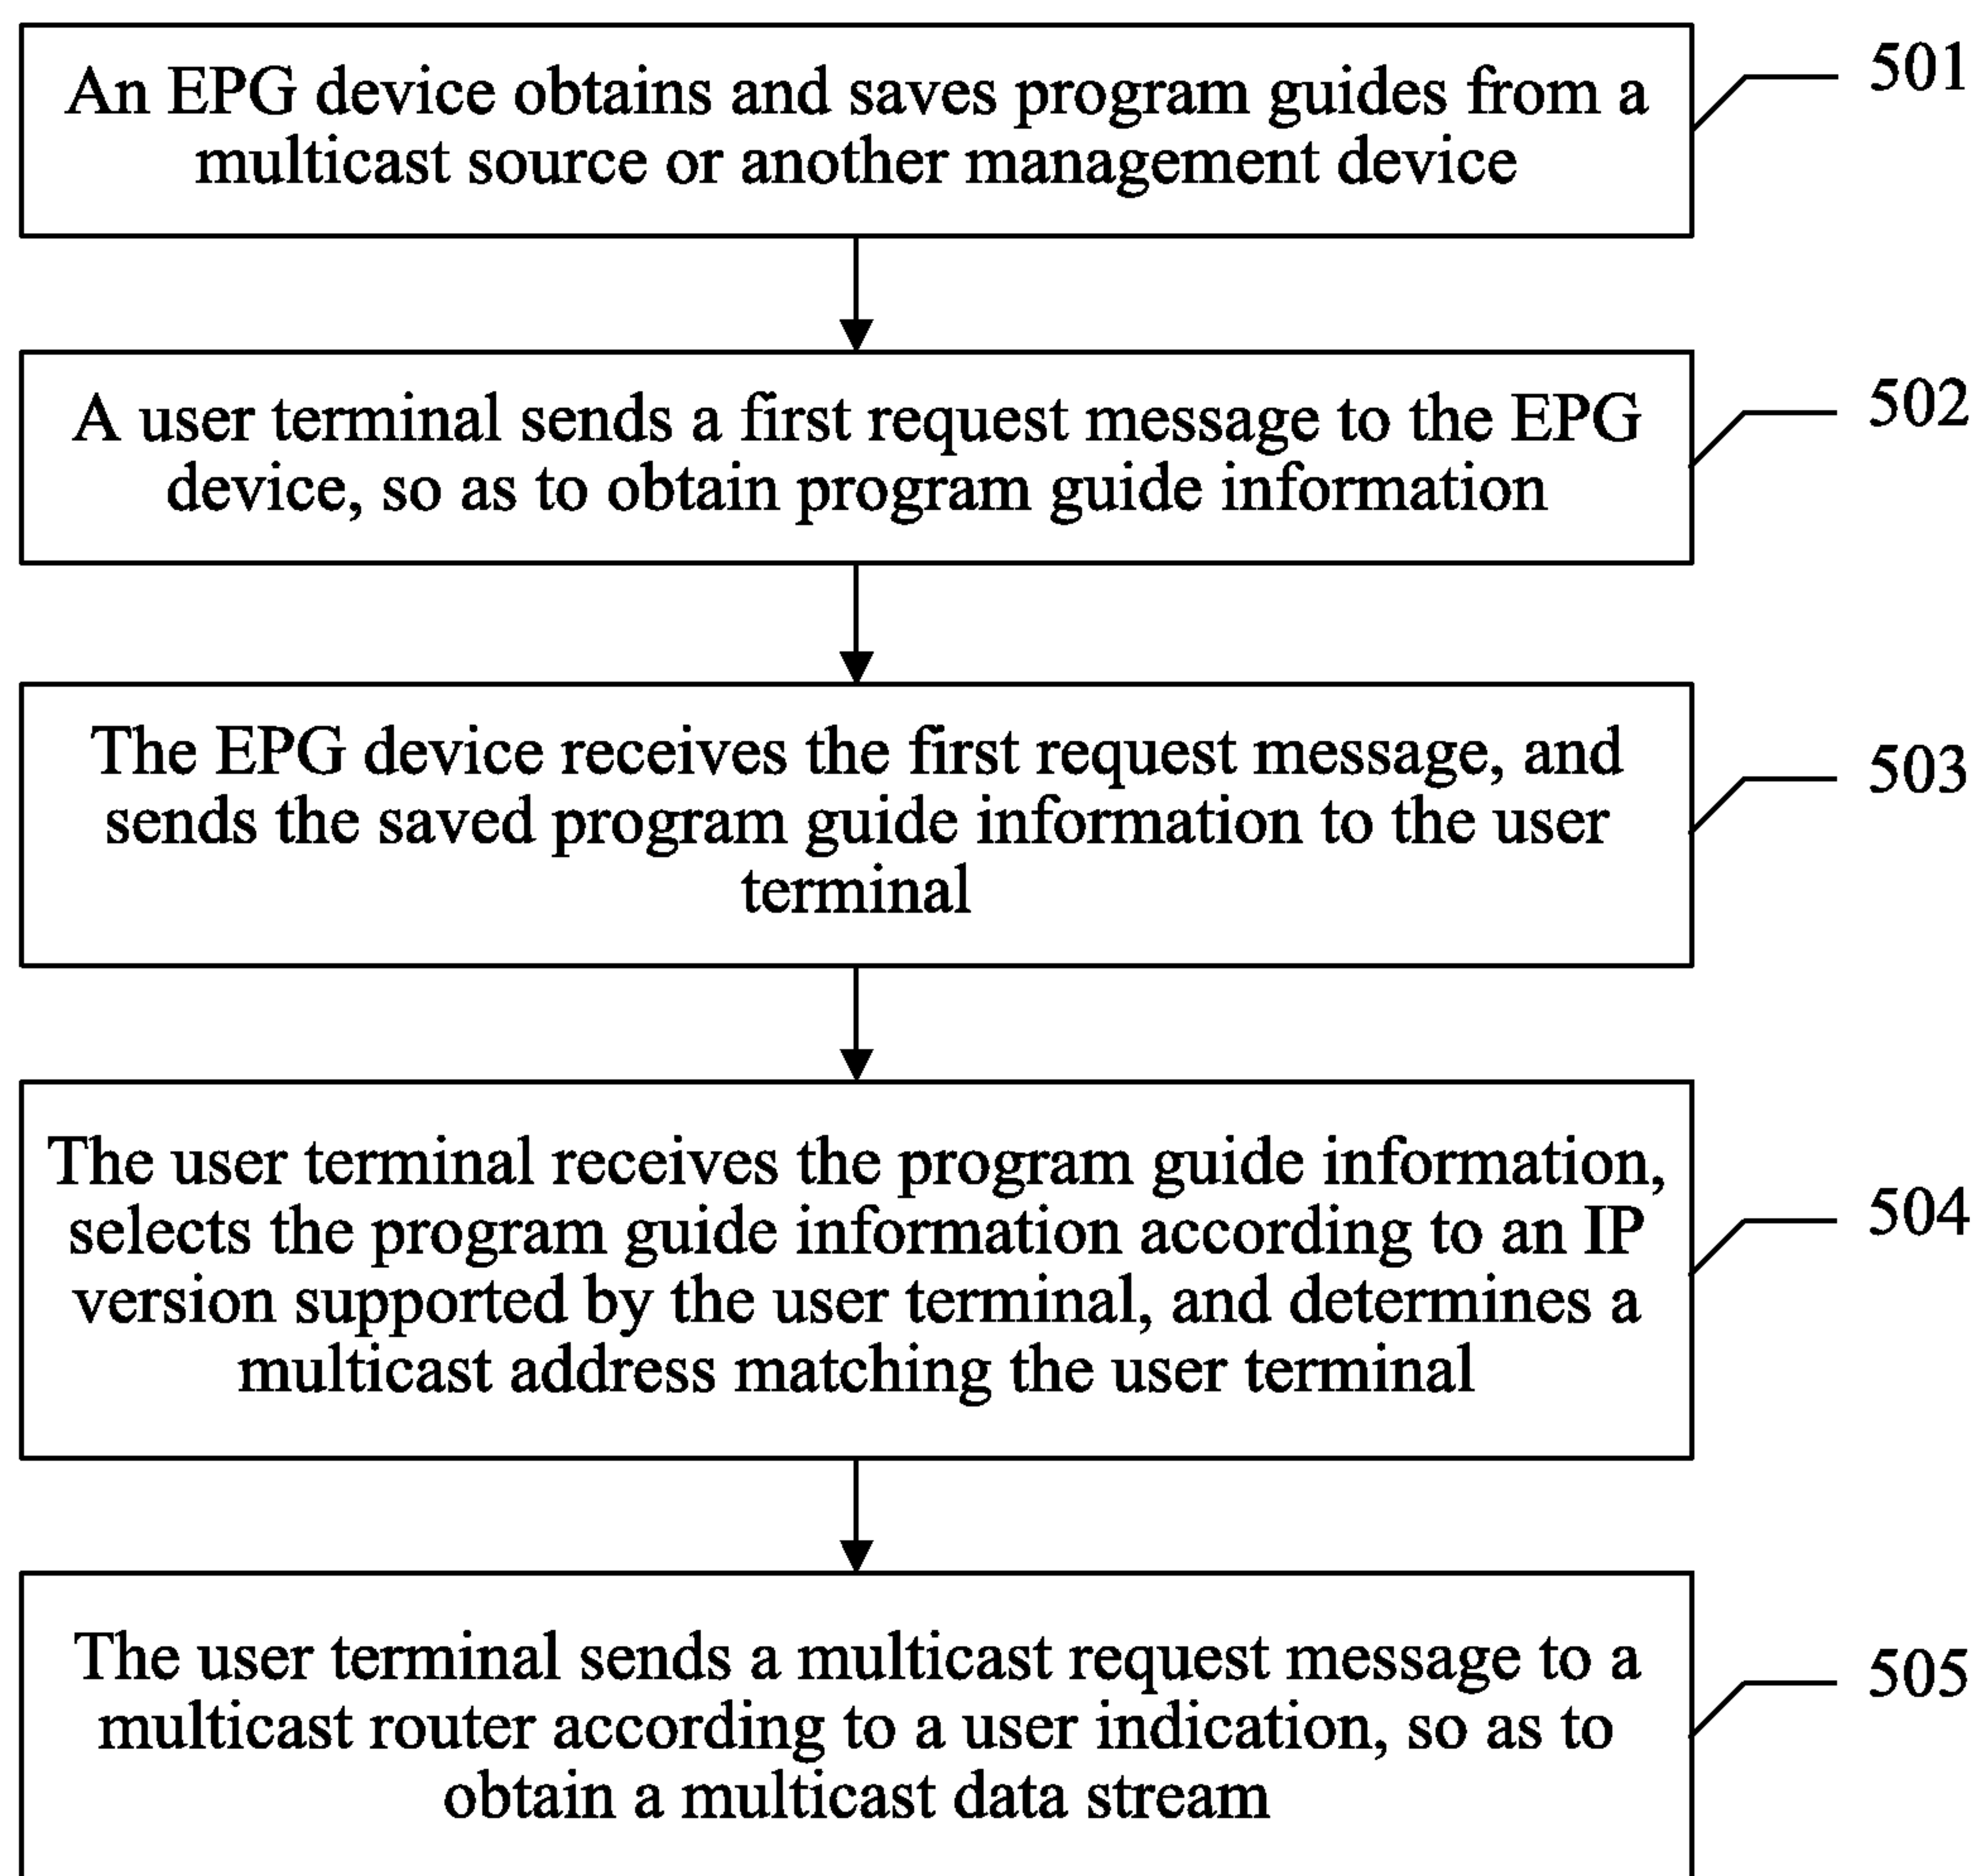 An EPG device obtains and saves program guides from a
multicast source or another management device
501
A user terminal sends a first request message to the EPG
device, so as to obtain program guide information
502
The EPG device receives the first request message, and
sends the saved program guide information to the user
terminal
503
The user terminal receives the program guide information,
selects the program guide information according to an IP
version supported by the user terminal, and determines a
multicast address matching the user terminal
504
The user terminal sends a multicast request message to a
multicast router according to a user indication, so as to
obtain a multicast data stream
505